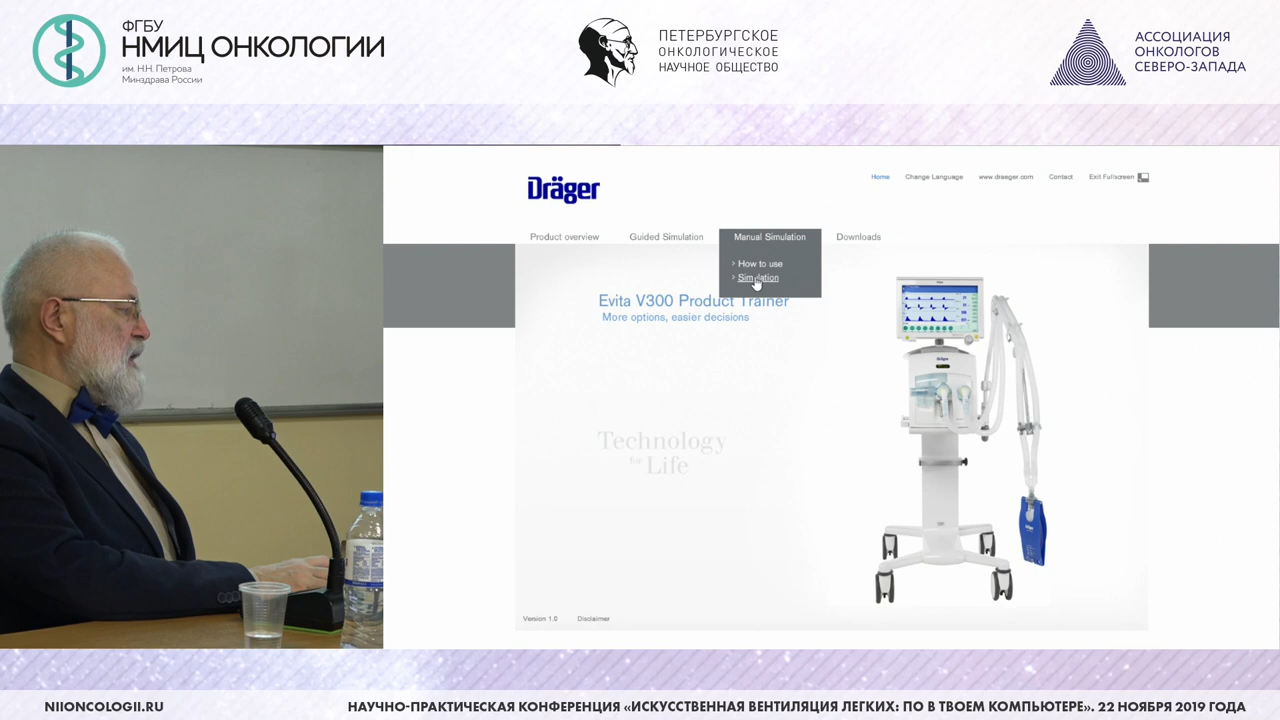 ФГБУ
НМИЦ ОНКОЛОГИИ
им. Н.Н. Петрова
Минздрава России
ПЕТЕРБУРГСКОЕ
ОНКОЛОГИЧЕСКОЕ
НАУЧНОЕ ОБЩЕСТВО
АССОЦИАЦИЯ
ОНКОЛОГОВ
СЕВЕРО-ЗАПАДА
Dräger
Home Change Language www.draeger.com Contact Exit Fullscreen
Product overview Guided Simulation Manual Simulation Downloads
> How to use
> Simulation
Evita V300 Product Trainer
More options, easier decisions
Technology
for Life
Dräger
Version 1.0 Disclaimer
NIIONCOLOGII.RU
НАУЧНО-ПРАКТИЧЕСКАЯ КОНФЕРЕНЦИЯ «ИСКУССТВЕННАЯ ВЕНТИЛЯЦИЯ ЛЕГКИХ: ПО В ТВОЕМ КОМПЬЮТЕРЕ». 22 НОЯБРЯ 2019 ГОДА